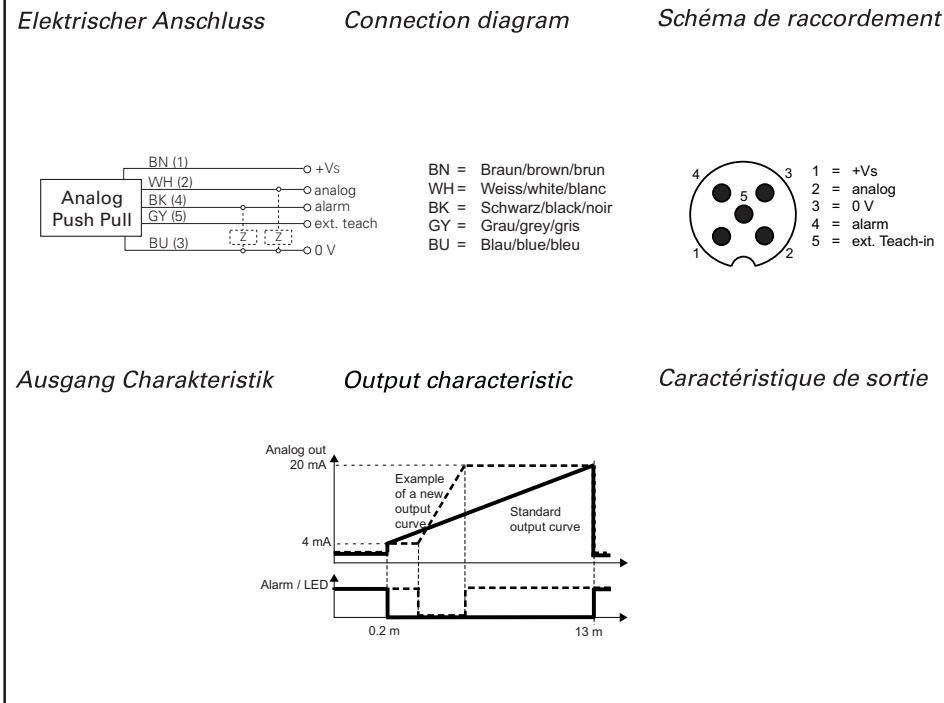 Elektrischer Anschluss
Connection diagram
Schéma de raccordement
Analog
Push Pull
BN (1)
WH (2)
BK (4)
GY (5)
BU (3)
Z
Z
+Vs
analog
alarm
ext. teach
0 V
BN = Braun/brown/brun
WH = Weiss/white/blanc
BK = Schwarz/black/noir
GY = Grau/grey/gris
BU = Blau/blue/bleu
4
3
5
1
2
1 = +Vs
2 = analog
3 = 0 V
4 = alarm
5 = ext. Teach-in
Ausgang Charakteristik
Output characteristic
Caractéristique de sortie
Analog out
20 mA
Example
of a new
output
curve
Standard
output curve
4 mA
Alarm / LED
0.2 m
13 m